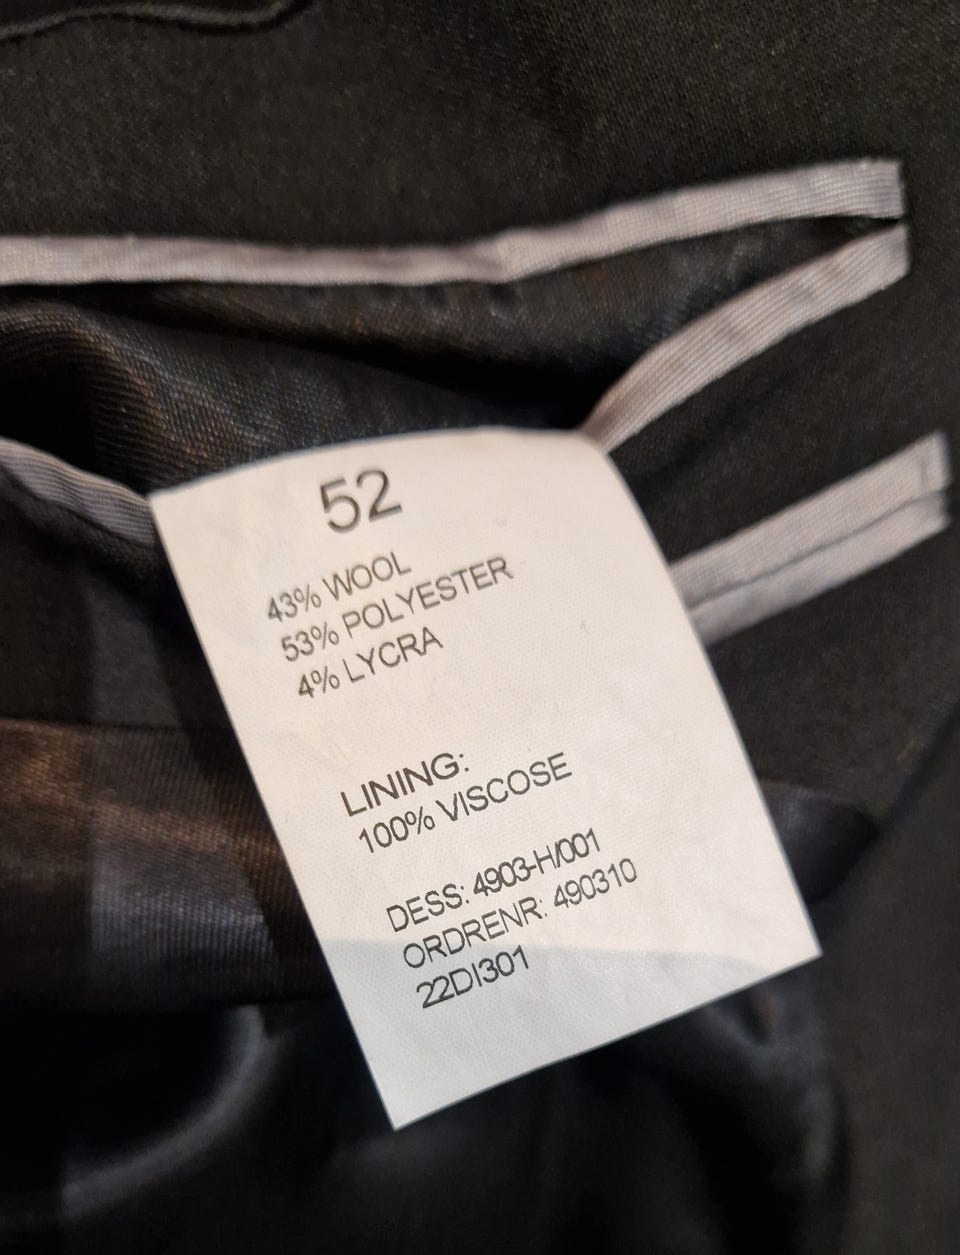 52
43% WOOL
53% POLYESTER
4% LYCRA
LINING:
100% VISCOSE
DESS: 4903-H/001
ORDRENR: 490310
22DI301